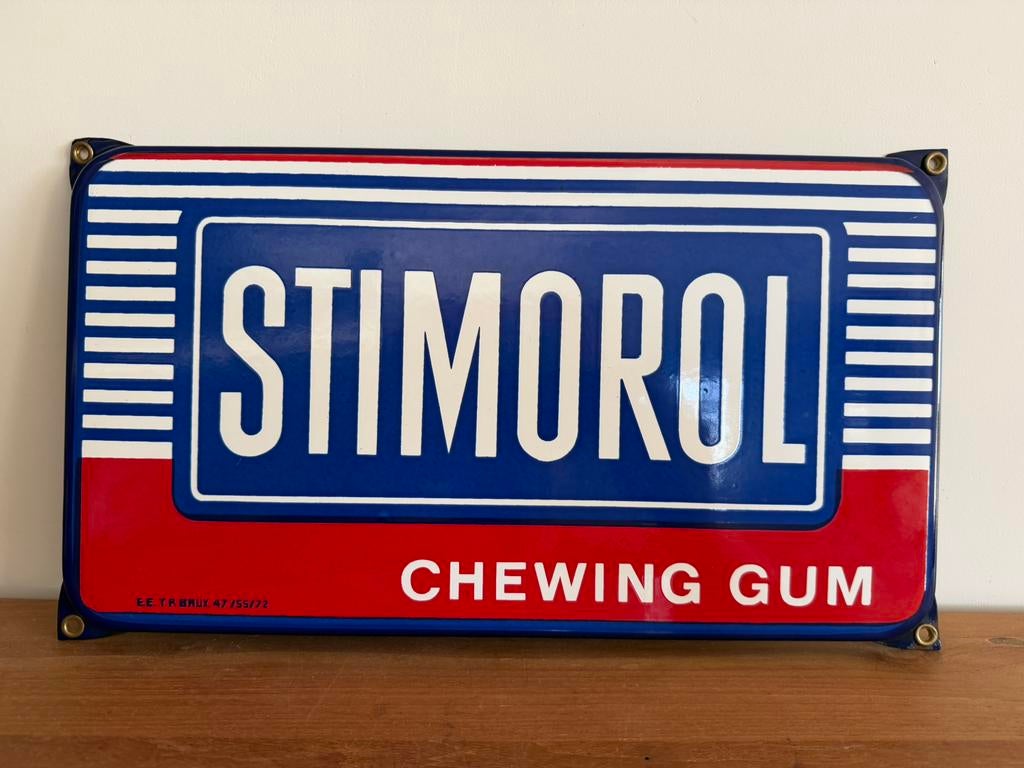 STIMOROL
CHEWING GUM
E.E. T.P. BRUX. 47/55/72